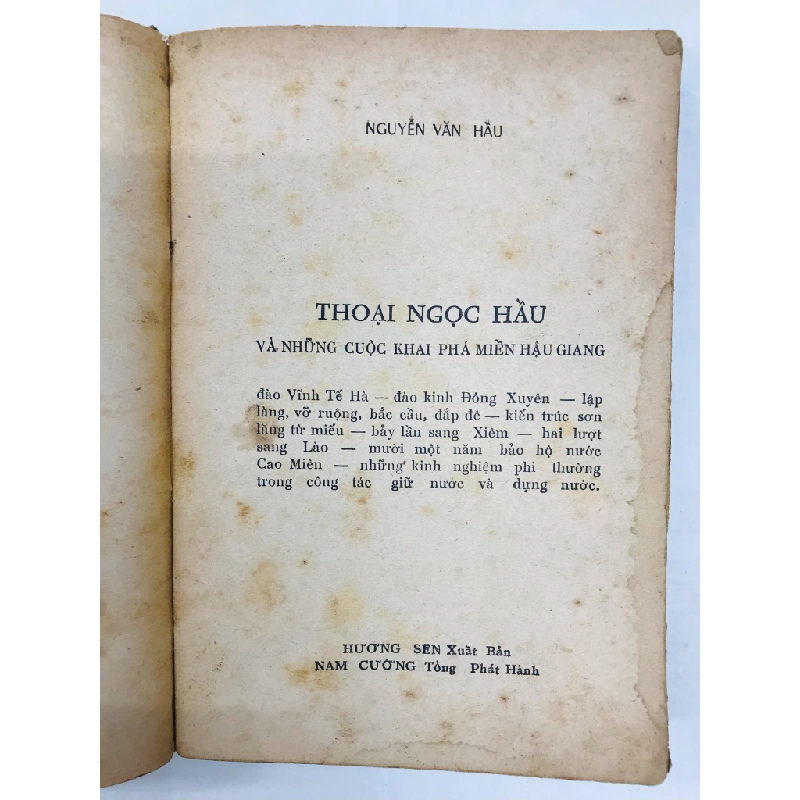 NGUYỄN VĂN HẦU
THOẠI NGỌC HẦU
VÀ NHỮNG CUỘC KHAI PHÁ MIỀN HẬU GIANG
đào Vĩnh Tế Hà — đào kinh Đông Xuyên — lập
làng, vỡ ruộng, bắc cầu, đắp đê — kiến trúc sơn
lăng từ miếu — bảy lần sang Xiêm — hai lượt
sang Lào — mười một năm bảo hộ nước
Cao Miên — những kinh nghiệm phi thường
trong công tác giữ nước và dựng nước.
HƯƠNG SEN Xuất Bản
NAM CƯỜNG Tổng Phát Hành